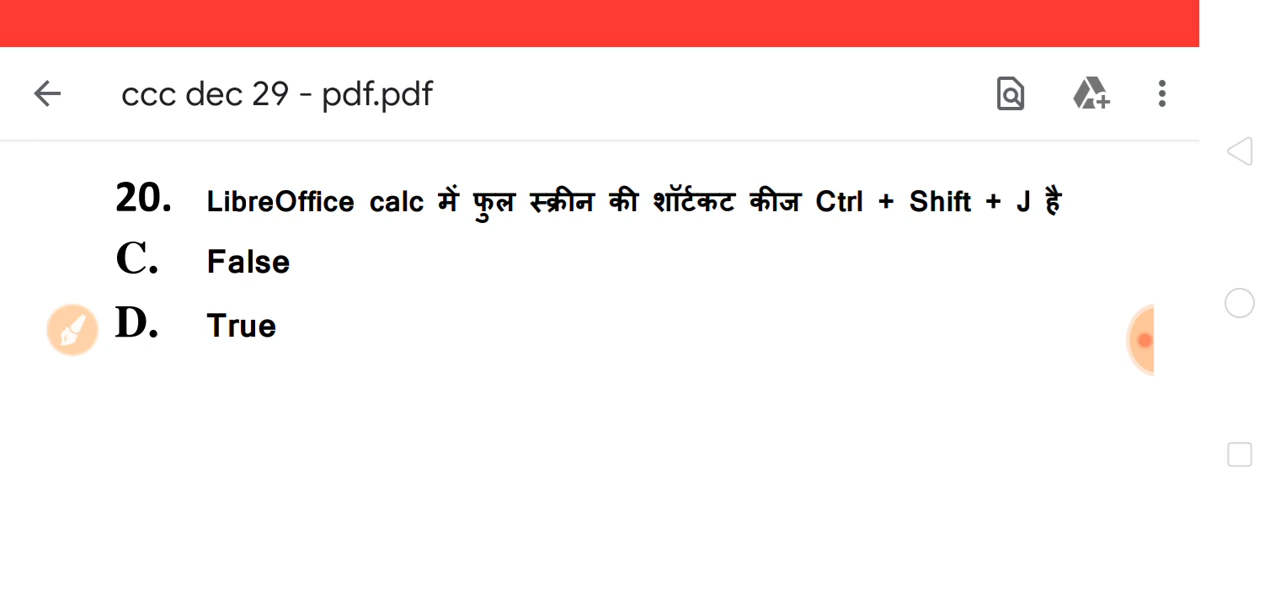 ccc dec 29 - pdf.pdf
20. LibreOffice calc में फुल स्क्रीन की शॉर्टकट कीज Ctrl + Shift + J है
C. False
D. True